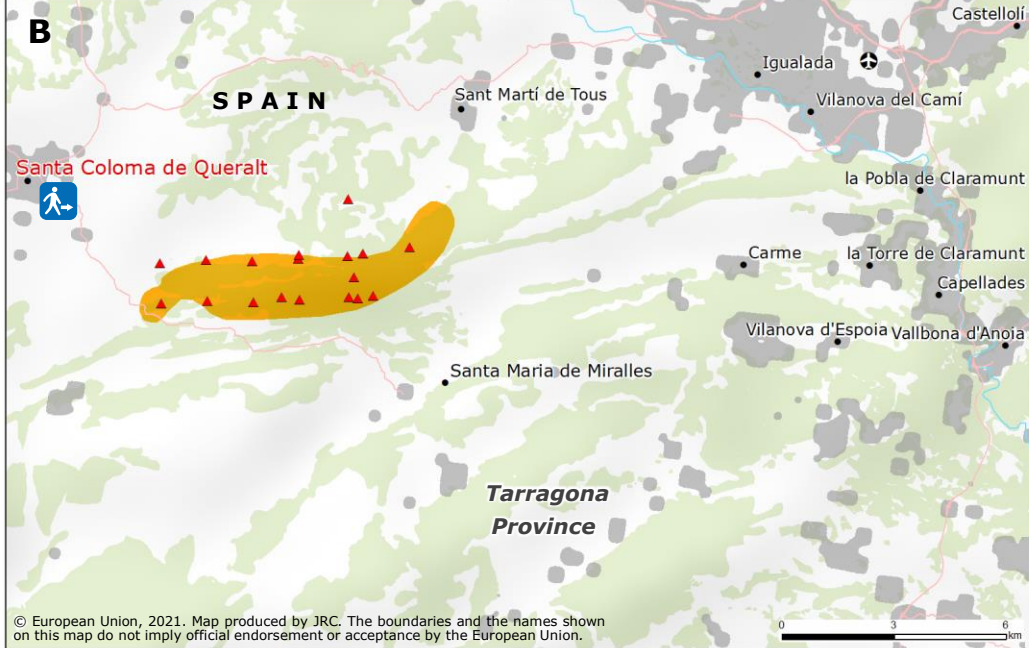 B
Castellolí
Igualada
SPAIN
Sant Martí de Tous
Vilanova del Camí
Santa Coloma de Queralt
la Pobla de Claramunt
Carme
la Torre de Claramunt
Capellades
Vilanova d'Espoia
Vallbona d'Anoia
Santa Maria de Miralles
Tarragona
Province
© European Union, 2021. Map produced by JRC. The boundaries and the names shown
on this map do not imply official endorsement or acceptance by the European Union.
0 3 6
km